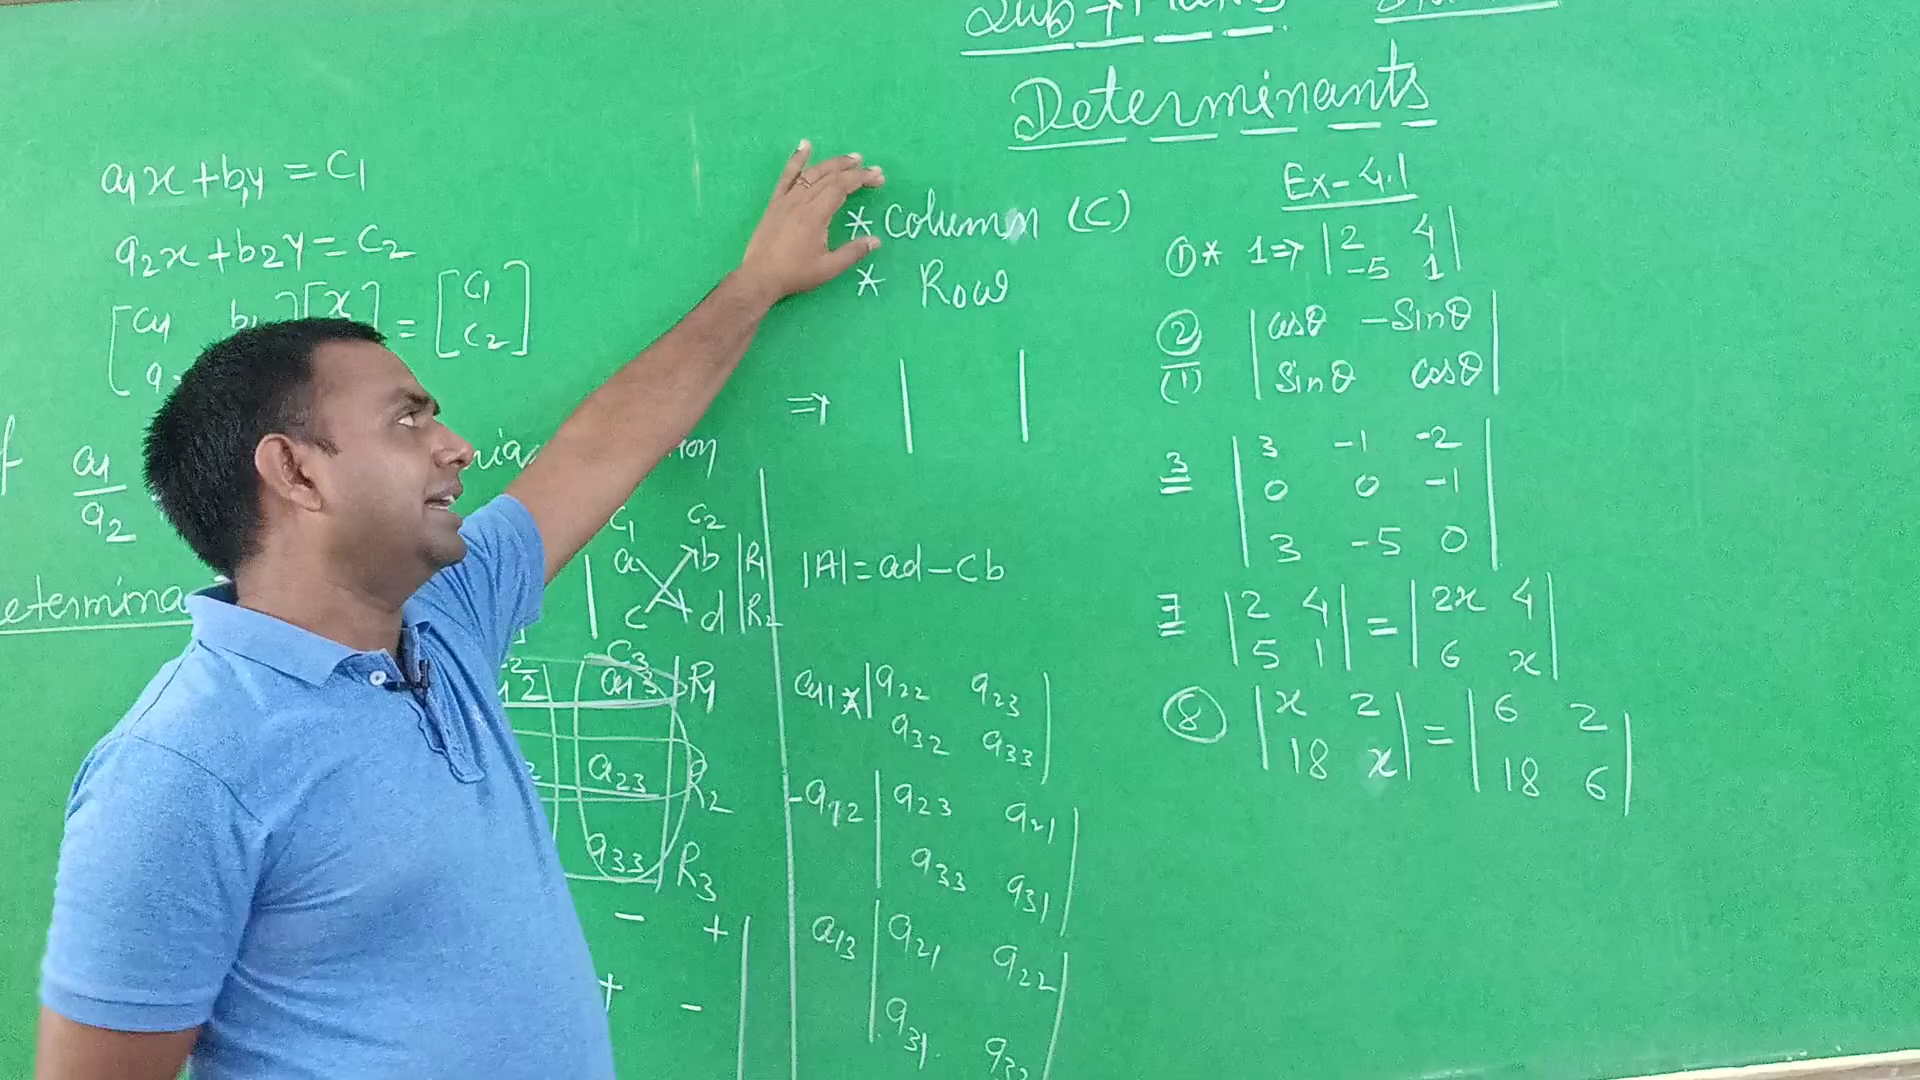 Determinants
a1x + b1y = C1
a2x + b2y = C2
[a1 b1] [x] = [C1
C2]
a1
a2
C1 C2
| a b | R1
c d | R2
|A| = ad - cb
* Column (C)
* Row
⇒ | |
C3
a13 | R1
a23 R2
a33 R3
- +
+ -
a11 * | a22 a23
a32 a33 |
-a12 | a23 a21
a33 a31 |
a13 | a21 a22
a31 a32 |
Ex- 4.1
① * 1 ⇒ | 2 4 |
| -5 1 |
② | cosθ -Sinθ |
(1) | Sinθ cosθ |
3 | 3 -1 -2 |
| 0 0 -1 |
| 3 -5 0 |
7 | 2 4 | = | 2x 4 |
| 5 1 | | 6 x |
⑧ | x 2 | = | 6 2 |
| 18 x | | 18 6 |